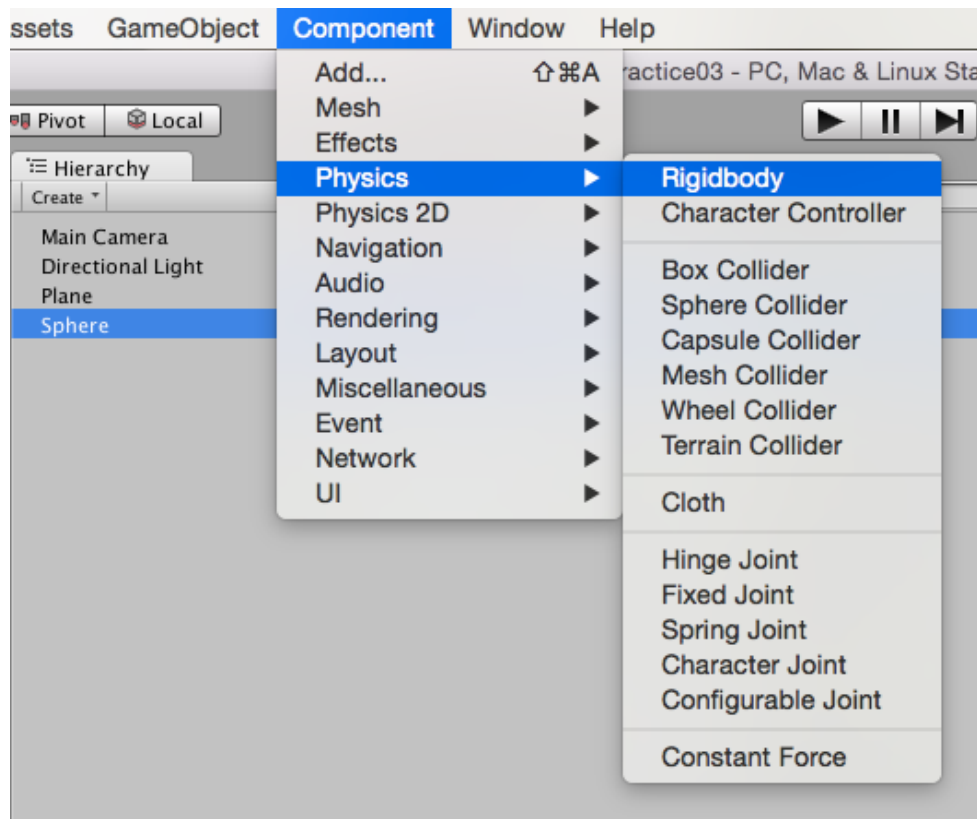 ssets GameObject Component Window Help
Add... ⇧⌘A
ractice03 - PC, Mac & Linux Sta
Mesh
Effects
Physics
Physics 2D
Navigation
Audio
Rendering
Layout
Miscellaneous
Event
Network
UI
Pivot Local
Hierarchy
Create
Main Camera
Directional Light
Plane
Sphere
Rigidbody
Character Controller
Box Collider
Sphere Collider
Capsule Collider
Mesh Collider
Wheel Collider
Terrain Collider
Cloth
Hinge Joint
Fixed Joint
Spring Joint
Character Joint
Configurable Joint
Constant Force